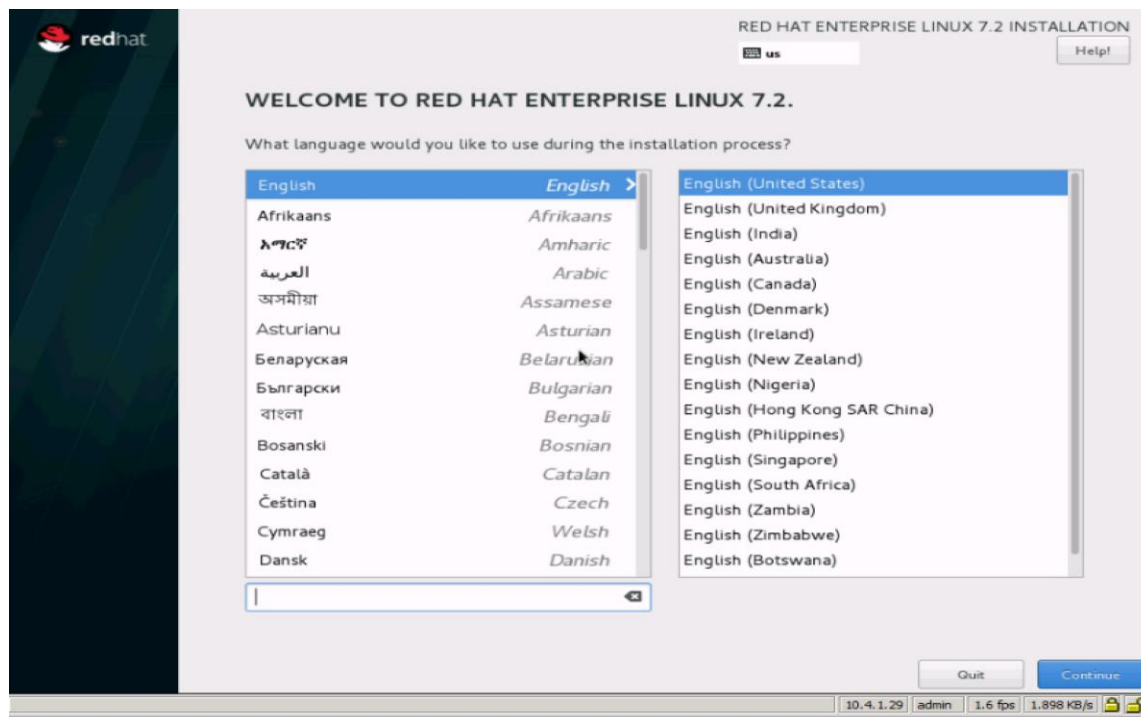 redhat
RED HAT ENTERPRISE LINUX 7.2 INSTALLATION
us
Help!
WELCOME TO RED HAT ENTERPRISE LINUX 7.2.
What language would you like to use during the installation process?
English English >
Afrikaans Afrikaans
አማርኛ Amharic
العربية Arabic
অসমীয়া Assamese
Asturianu Asturian
Беларуская Belarusian
Български Bulgarian
বাংলা Bengali
Bosanski Bosnian
Català Catalan
Čeština Czech
Cymraeg Welsh
Dansk Danish
English (United States)
English (United Kingdom)
English (India)
English (Australia)
English (Canada)
English (Denmark)
English (Ireland)
English (New Zealand)
English (Nigeria)
English (Hong Kong SAR China)
English (Philippines)
English (Singapore)
English (South Africa)
English (Zambia)
English (Zimbabwe)
English (Botswana)
Quit
Continue
10.4.1.29 admin 1.6 fps 1.898 KB/s